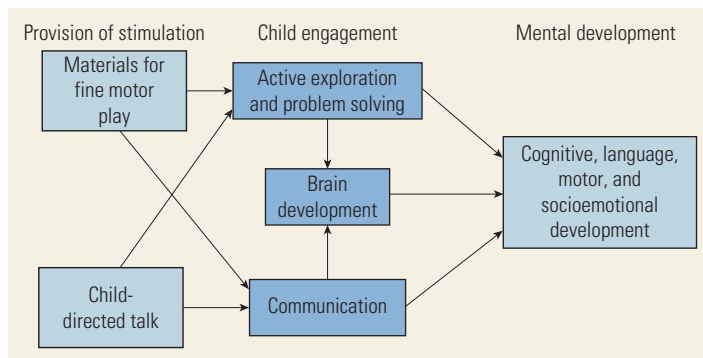 Provision of stimulation
Child engagement
Mental development
Materials for
fine motor
play
Active exploration
and problem solving
Brain
development
Cognitive, language,
motor, and
socioemotional
development
Child-
directed talk
Communication